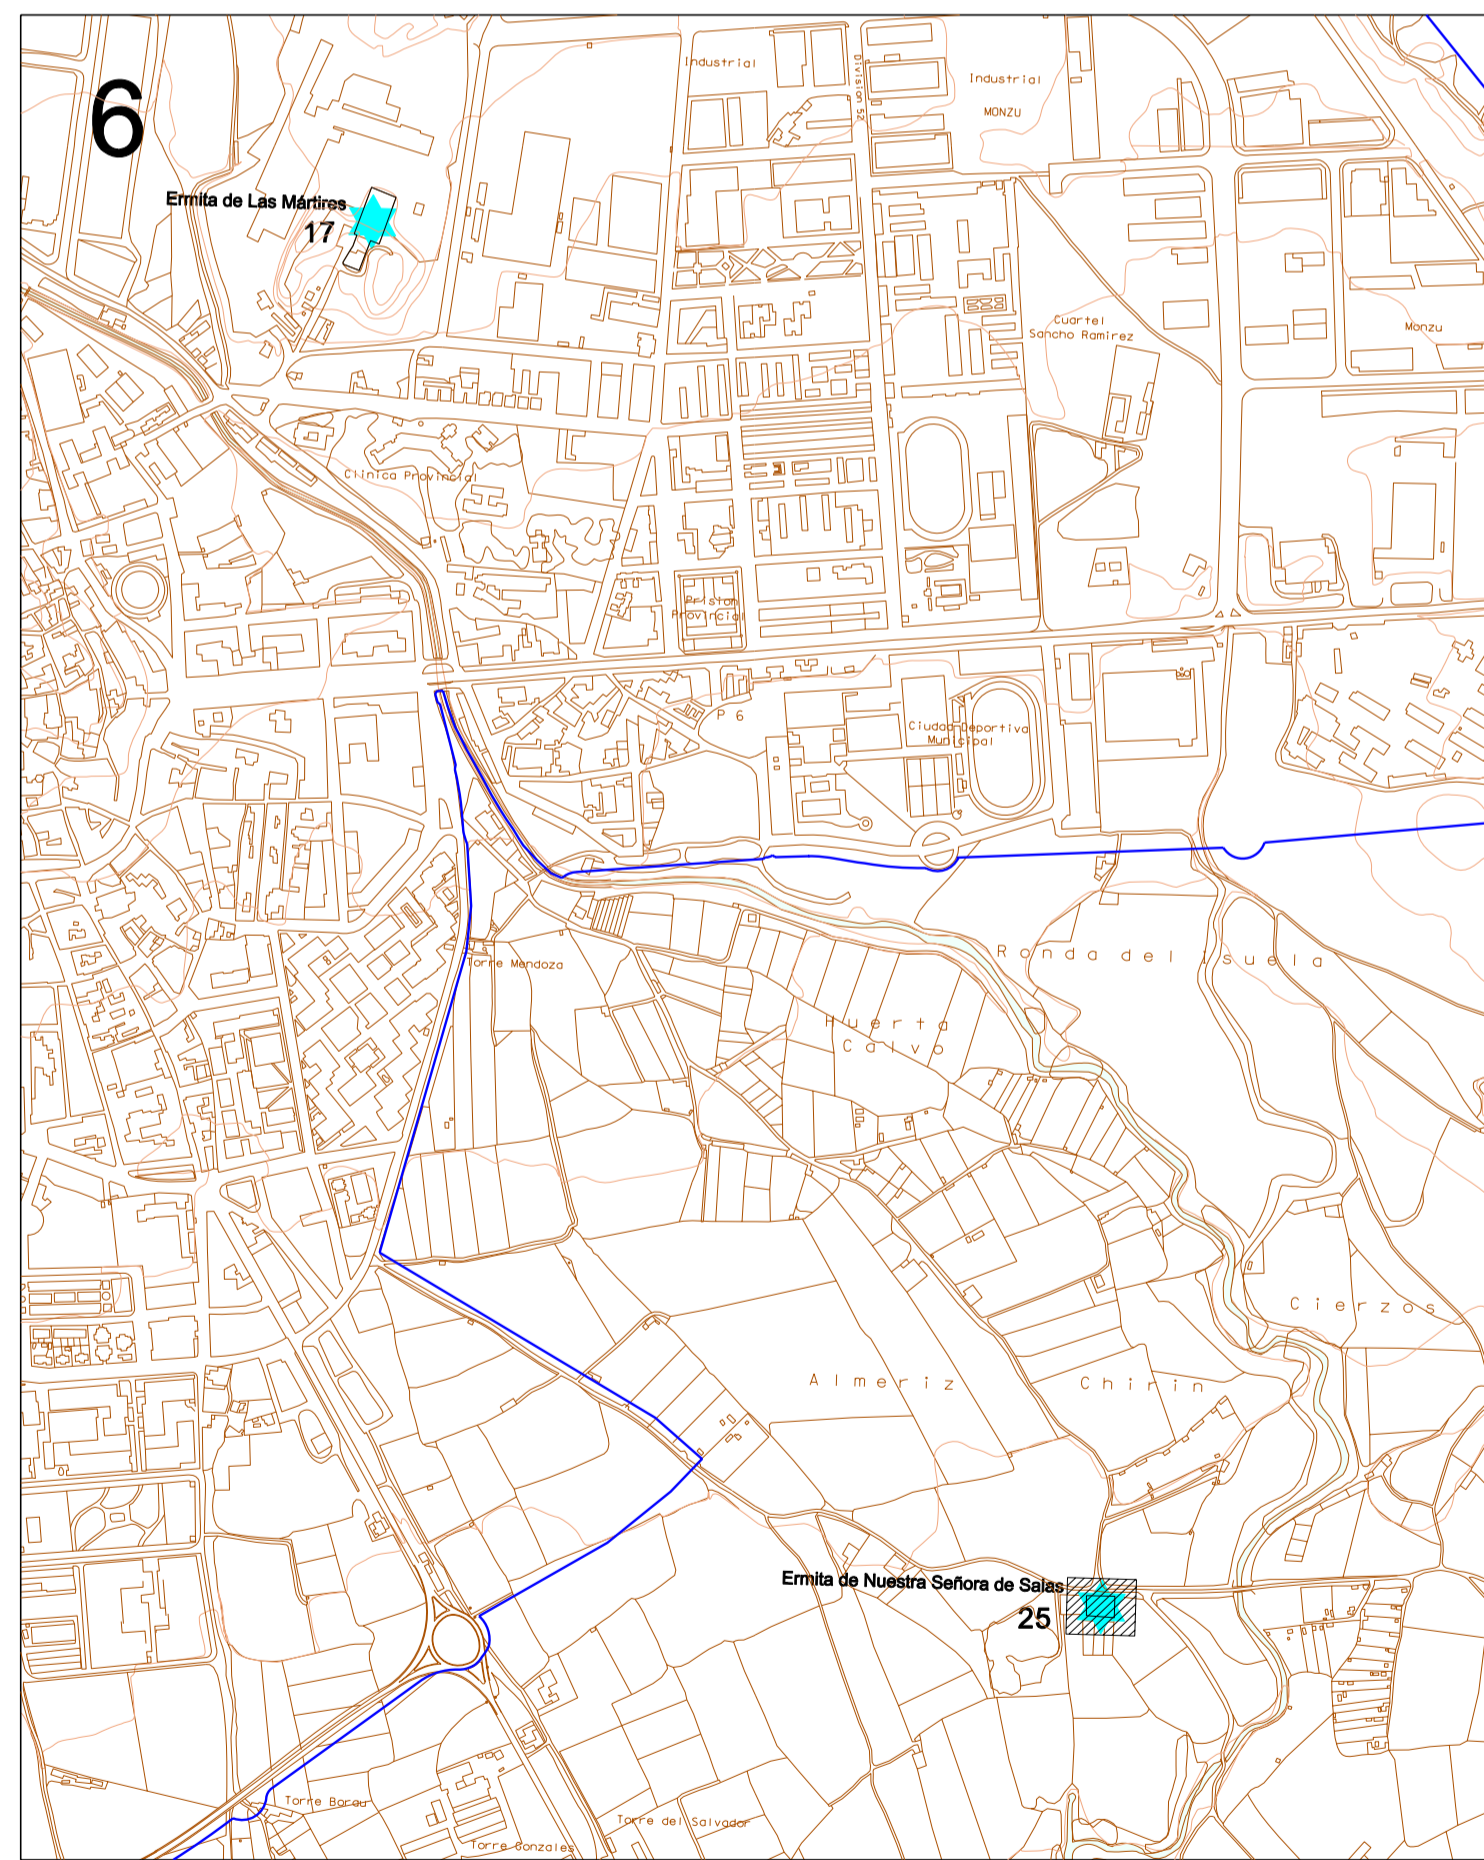 6
Industrial
Division 52
Industrial
MONZU
Ermita de Las Mártires
17
Cuartel
Sancho Ramirez
Monzu
Clinica Provincial
Prision
Provincial
P 6
Ciudad Deportiva
Municipal
Torre Mendoza
Ronda del Isuela
Huerta
Calvo
Cierzos
Almeriz
Chirin
Ermita de Nuestra Señora de Salas
25
Torre Borau
Torre del Salvador
Torre Gonzales